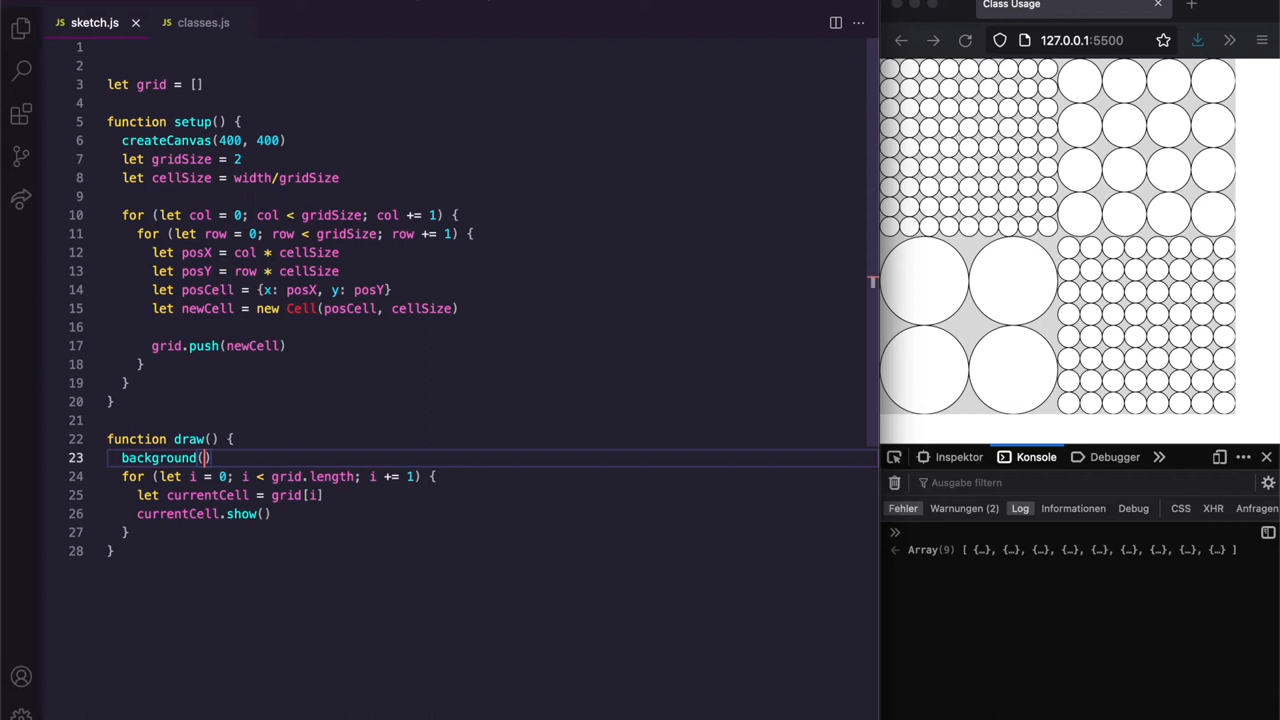 JS sketch.js × JS classes.js ···
Class Usage × +
127.0.0.1:5500
1
2
3 let grid = []
4
5 function setup() {
6 createCanvas(400, 400)
7 let gridSize = 2
8 let cellSize = width/gridSize
9
10 for (let col = 0; col < gridSize; col += 1) {
11 for (let row = 0; row < gridSize; row += 1) {
12 let posX = col * cellSize
13 let posY = row * cellSize
14 let posCell = {x: posX, y: posY}
15 let newCell = new Cell(posCell, cellSize)
16
17 grid.push(newCell)
18 }
19 }
20 }
21
22 function draw() {
23 background()
24 for (let i = 0; i < grid.length; i += 1) {
25 let currentCell = grid[i]
26 currentCell.show()
27 }
28 }
Inspektor Konsole Debugger
Ausgabe filtern
Fehler Warnungen (2) Log Informationen Debug CSS XHR Anfragen
Array(9) [ {…}, {…}, {…}, {…}, {…}, {…}, {…}, {…}, {…} ]